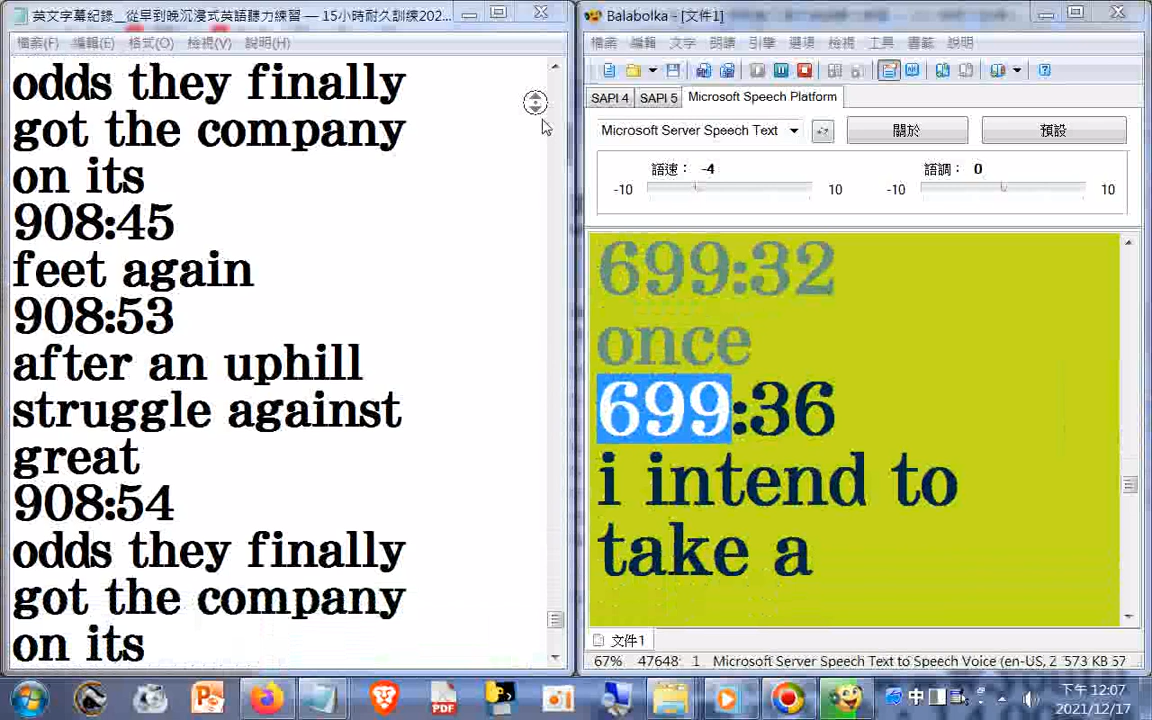 英文字幕紀錄__從早到晚沉浸式英語聽力練習 — 15小時耐久訓練202...
檔案(F) 編輯(E) 格式(O) 檢視(V) 說明(H)
odds they finally
got the company
on its
908:45
feet again
908:53
after an uphill
struggle against
great
908:54
odds they finally
got the company
on its
Balabolka - [文件1]
檔案 編輯 文字 朗讀 引擎 選項 檢視 工具 書籤 說明
SAPI 4 SAPI 5 Microsoft Speech Platform
Microsoft Server Speech Text 關於 預設
語速: -4 語調: 0
-10 10 -10 10
699:32
once
699:36
i intend to
take a
文件1
67% 47648: 1 Microsoft Server Speech Text to Speech Voice (en-US, 2 573 KB 57
PDF 中 下午 12:07
2021/12/17